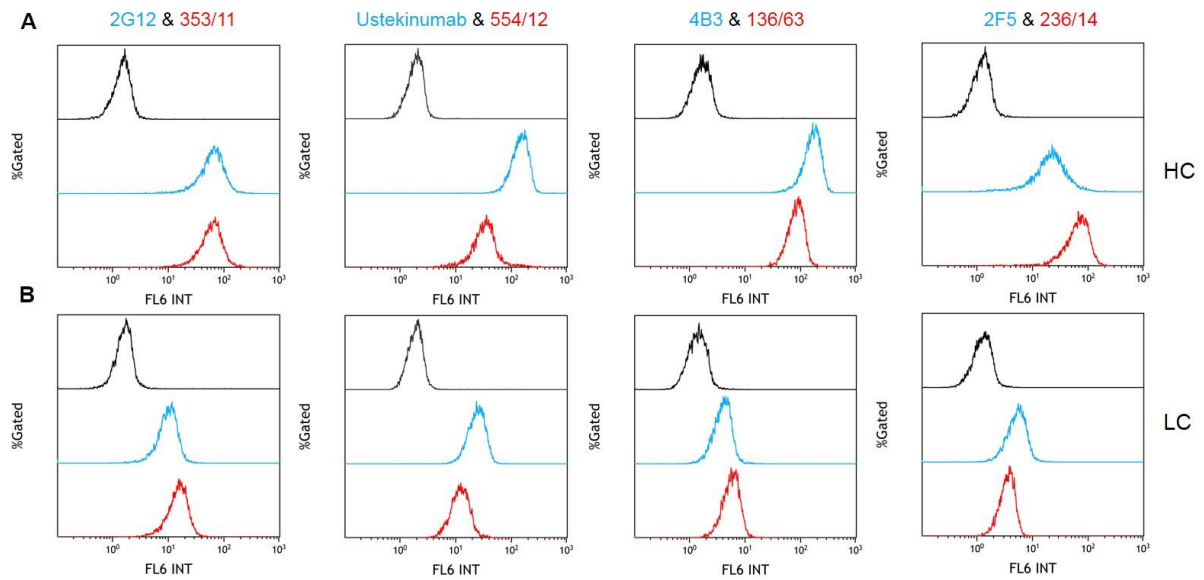 A
2G12 & 353/11
Ustekinumab & 554/12
4B3 & 136/63
2F5 & 236/14
%Gated
10⁰ 10¹ 10² 10³
FL6 INT
%Gated
10⁰ 10¹ 10² 10³
FL6 INT
%Gated
10⁰ 10¹ 10² 10³
FL6 INT
%Gated
10⁰ 10¹ 10² 10³
FL6 INT
HC
B
%Gated
10⁰ 10¹ 10² 10³
FL6 INT
%Gated
10⁰ 10¹ 10² 10³
FL6 INT
%Gated
10⁰ 10¹ 10² 10³
FL6 INT
%Gated
10⁰ 10¹ 10² 10³
FL6 INT
LC